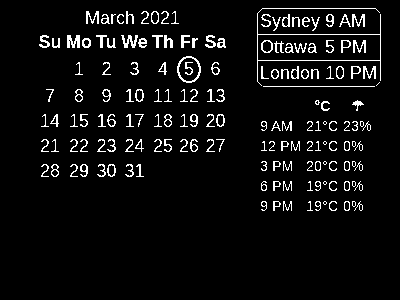 March 2021
Su Mo Tu We Th Fr Sa
1 2 3 4 5 6
7 8 9 10 11 12 13
14 15 16 17 18 19 20
21 22 23 24 25 26 27
28 29 30 31
Sydney 9 AM
Ottawa 5 PM
London 10 PM
°C ☂
9 AM 21°C 23%
12 PM 21°C 0%
3 PM 20°C 0%
6 PM 19°C 0%
9 PM 19°C 0%